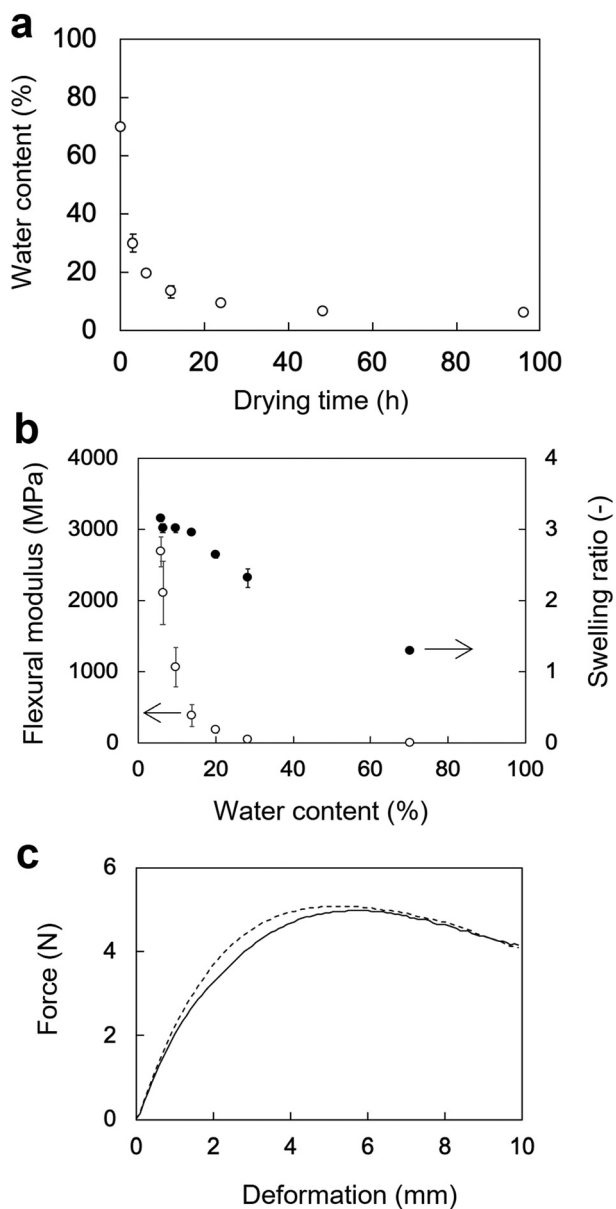 a
100
80
60
40
20
0
Water content (%)
0 20 40 60 80 100
Drying time (h)
b
4000 4
3000 3
2000 2
1000 1
0 0
Flexural modulus (MPa)
Swelling ratio (-)
0 20 40 60 80 100
Water content (%)
c
6
4
2
0
Force (N)
0 2 4 6 8 10
Deformation (mm)